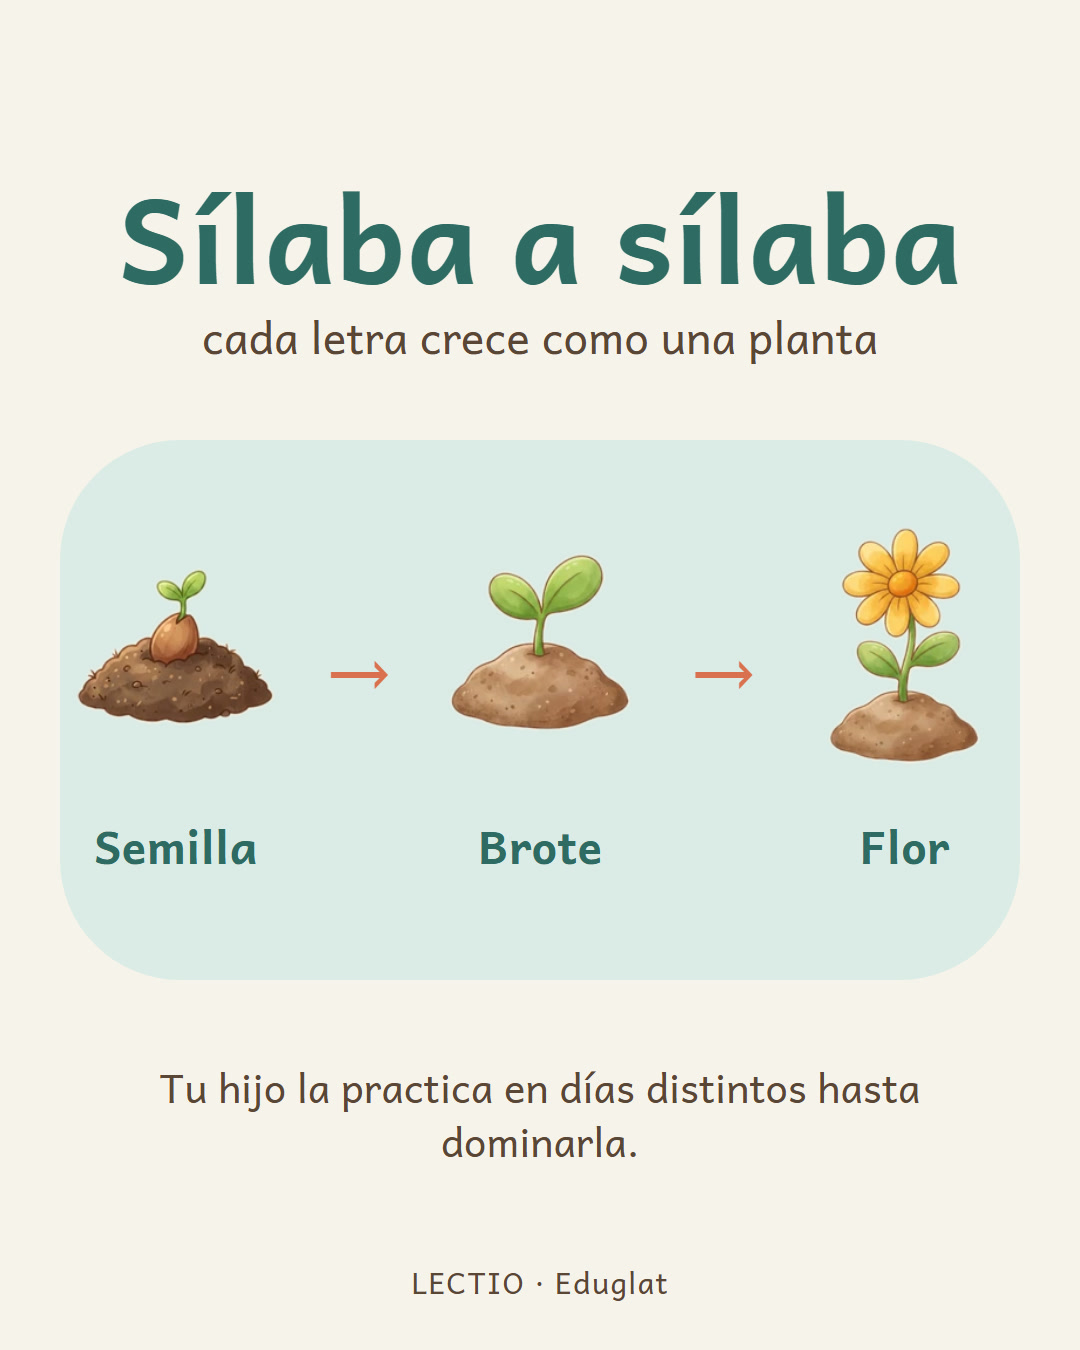 Sílaba a sílaba
cada letra crece como una planta
→ →
Semilla Brote Flor
Tu hijo la practica en días distintos hasta
dominarla.
LECTIO · Eduglat